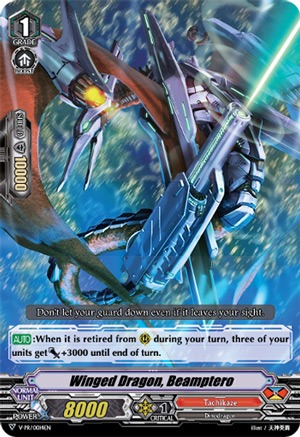 1
GRADE
BOOST
SHIELD
10000
Don't let your guard down even if it leaves your sight.
AUTO:When it is retired from during your turn, three of your
units get +3000 until end of turn.
Winged Dragon, Beamptero
NORMAL
UNIT
Tachikaze
Dinodragon
POWER
8000
1
CRITICAL
V-PR/0014EN
Illust / 天神英貴